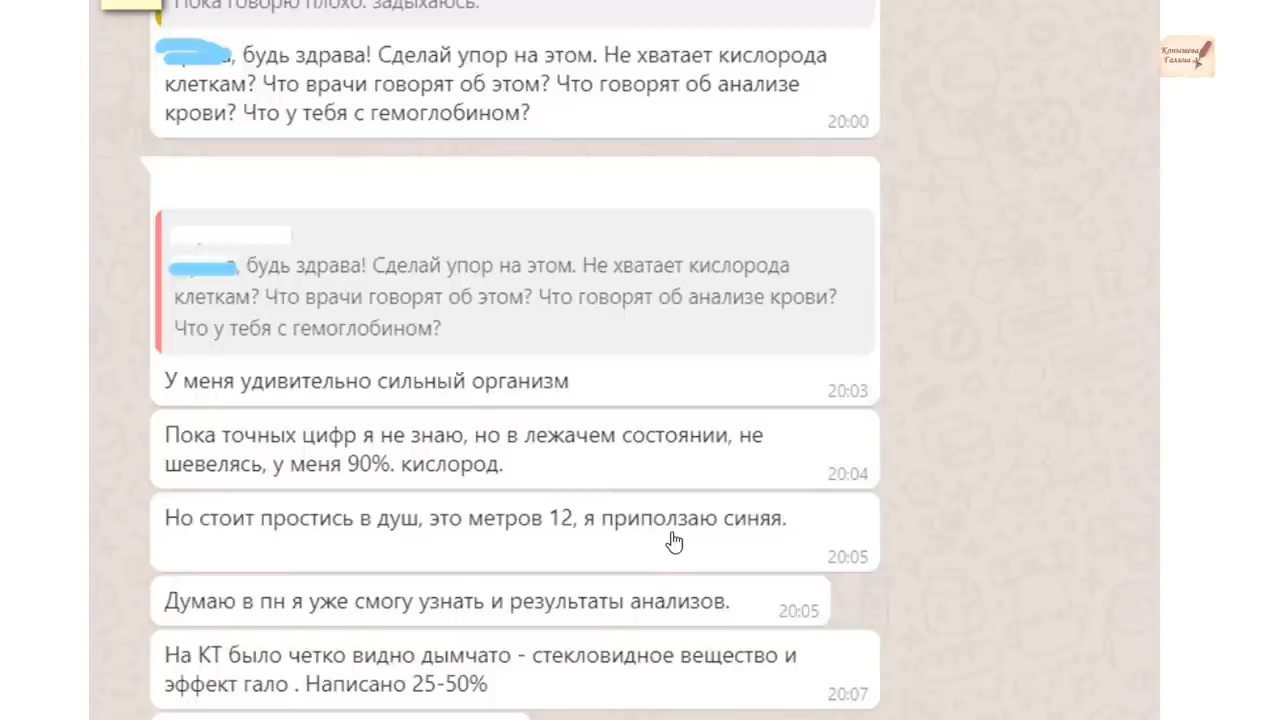 Пока говорю плохо. задыхаюсь.
, будь здрава! Сделай упор на этом. Не хватает кислорода
клеткам? Что врачи говорят об этом? Что говорят об анализе
крови? Что у тебя с гемоглобином?
20:00
, будь здрава! Сделай упор на этом. Не хватает кислорода
клеткам? Что врачи говорят об этом? Что говорят об анализе крови?
Что у тебя с гемоглобином?
У меня удивительно сильный организм
20:03
Пока точных цифр я не знаю, но в лежачем состоянии, не
шевелясь, у меня 90%. кислород.
20:04
Но стоит простись в душ, это метров 12, я приползаю синяя.
20:05
Думаю в пн я уже смогу узнать и результаты анализов.
20:05
На КТ было четко видно дымчато - стекловидное вещество и
эффект гало . Написано 25-50%
20:07
Конышева
Галина